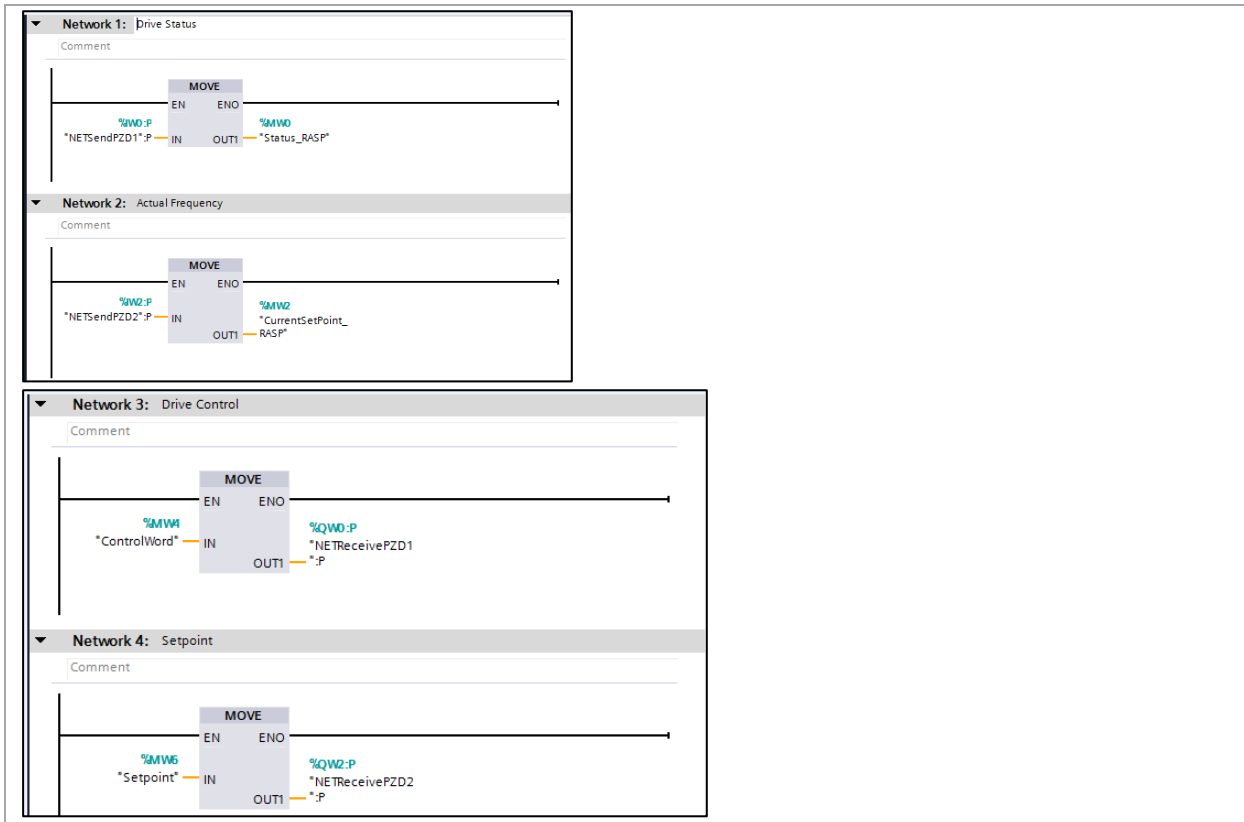 Network 1: Drive Status
Comment
MOVE
EN ENO
%IW0:P %MW0
"NETSendPZD1":P IN OUT1 "Status_RASP"
Network 2: Actual Frequency
Comment
MOVE
EN ENO
%IW2:P %MW2
"NETSendPZD2":P IN "CurrentSetPoint_
OUT1 RASP"
Network 3: Drive Control
Comment
MOVE
EN ENO
%MW4 %QW0:P
"ControlWord" IN "NETReceivePZD1
OUT1 ":P
Network 4: Setpoint
Comment
MOVE
EN ENO
%MW6 %QW2:P
"Setpoint" IN "NETReceivePZD2
OUT1 ":P